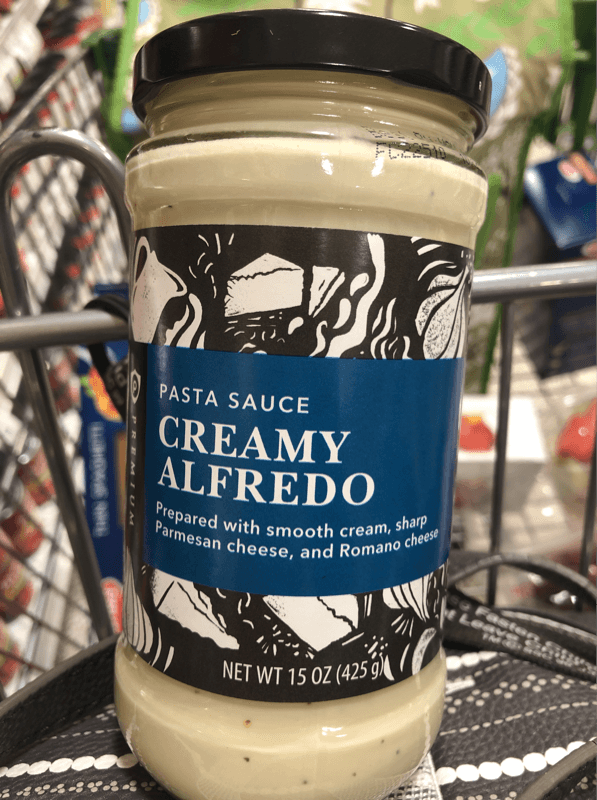 FC22510
PREMIUM
PASTA SAUCE
CREAMY
ALFREDO
Prepared with smooth cream, sharp
Parmesan cheese, and Romano cheese
NET WT 15 OZ (425 g)